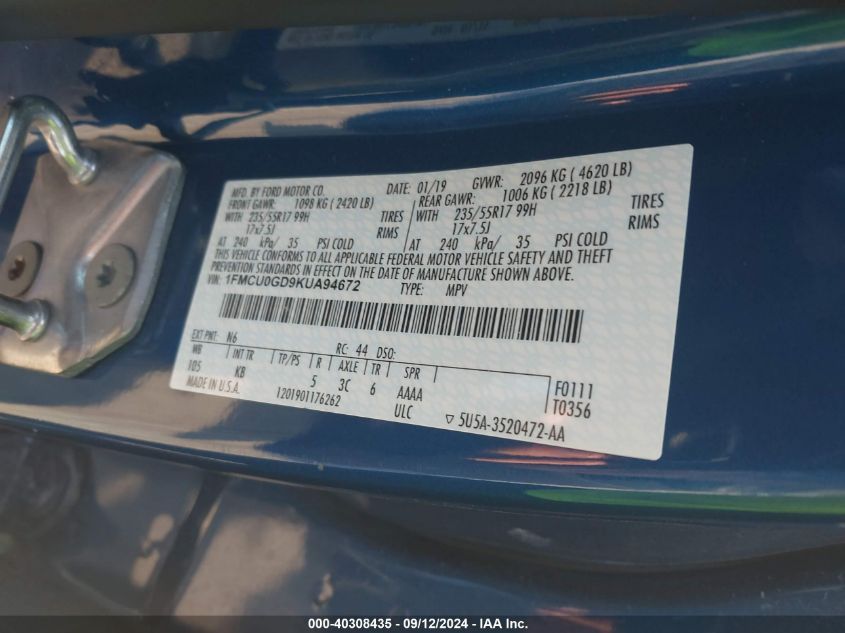 MFD. BY FORD MOTOR CO. DATE: 01/19 GVWR: 2096 KG ( 4620 LB)
FRONT GAWR: 1098 KG ( 2420 LB) REAR GAWR: 1006 KG ( 2218 LB)
WITH 235/55R17 99H TIRES WITH 235/55R17 99H TIRES
17x7.5J RIMS 17x7.5J RIMS
AT 240 kPa/ 35 PSI COLD AT 240 kPa/ 35 PSI COLD
THIS VEHICLE CONFORMS TO ALL APPLICABLE FEDERAL MOTOR VEHICLE SAFETY AND THEFT
PREVENTION STANDARDS IN EFFECT ON THE DATE OF MANUFACTURE SHOWN ABOVE.
VIN: 1FMCU0GD9KUA94672 TYPE: MPV
EXT PNT: N6 RC: 44 DSO:
WB INT TR TP/PS R AXLE TR SPR
105 KB 5 3C 6 AAAA F0111
MADE IN U.S.A. 1201901176262 ULC T0356
5U5A-3520472-AA
000-40308435 - 09/12/2024 - IAA Inc.